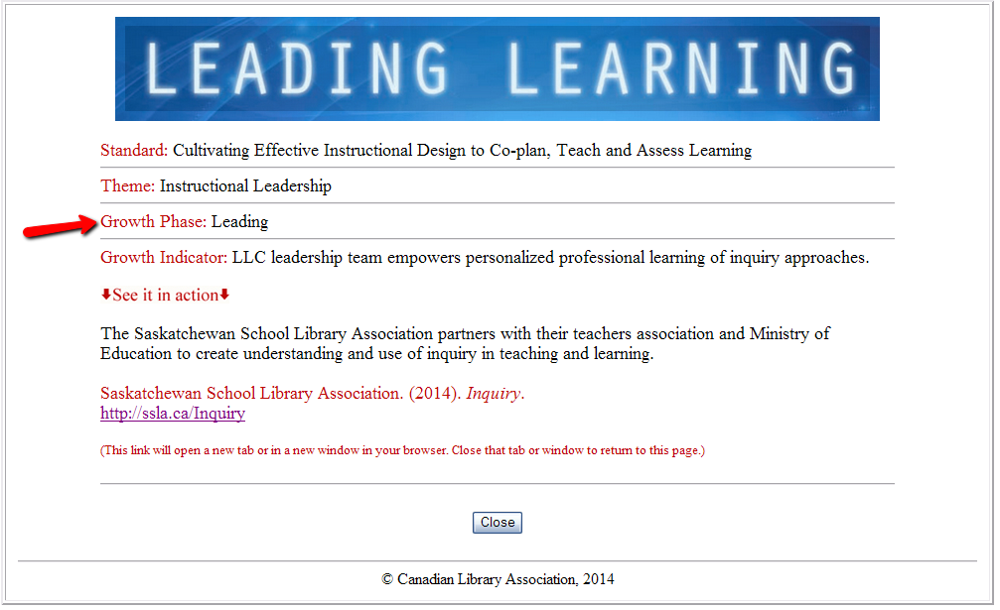 LEADING LEARNING
Standard: Cultivating Effective Instructional Design to Co-plan, Teach and Assess Learning
Theme: Instructional Leadership
Growth Phase: Leading
Growth Indicator: LLC leadership team empowers personalized professional learning of inquiry approaches.
See it in action
The Saskatchewan School Library Association partners with their teachers association and Ministry of
Education to create understanding and use of inquiry in teaching and learning.
Saskatchewan School Library Association. (2014). Inquiry.
http://ssla.ca/Inquiry
(This link will open a new tab or in a new window in your browser. Close that tab or window to return to this page.)
Close
© Canadian Library Association, 2014